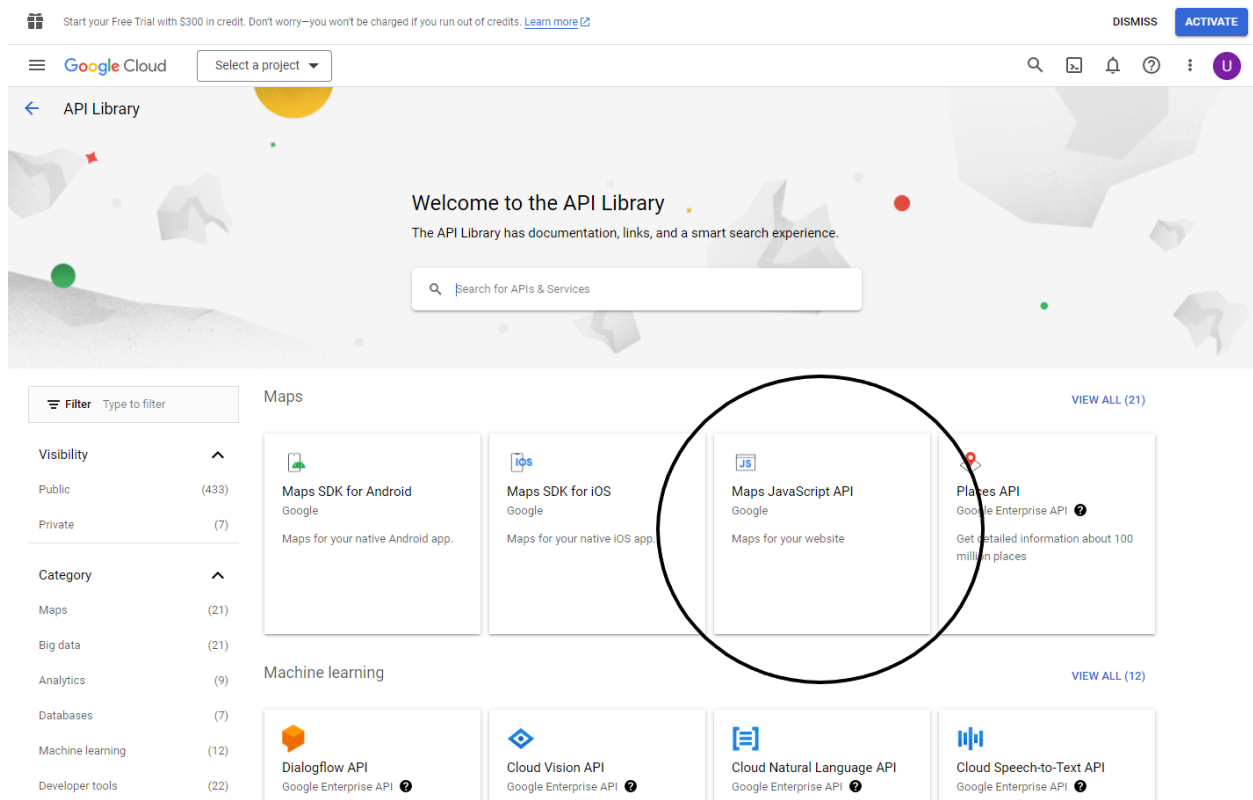 Start your Free Trial with $300 in credit. Don't worry—you won't be charged if you run out of credits. Learn more
DISMISS
ACTIVATE
Google Cloud
Select a project
U
API Library
Welcome to the API Library
The API Library has documentation, links, and a smart search experience.
Search for APIs & Services
Filter Type to filter
Visibility
Public (433)
Private (7)
Category
Maps (21)
Big data (21)
Analytics (9)
Databases (7)
Machine learning (12)
Developer tools (22)
Maps
VIEW ALL (21)
Maps SDK for Android
Google
Maps for your native Android app.
iOS
Maps SDK for iOS
Google
Maps for your native iOS app.
JS
Maps JavaScript API
Google
Maps for your website
Places API
Google Enterprise API ?
Get detailed information about 100
million places
Machine learning
VIEW ALL (12)
Dialogflow API
Google Enterprise API ?
Cloud Vision API
Google Enterprise API ?
Cloud Natural Language API
Google Enterprise API ?
Cloud Speech-to-Text API
Google Enterprise API ?